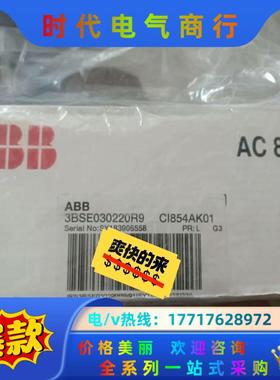 时代电气商行
ABB
AC 8
ABB
3BSE030220R9 CI854AK01
Serial No: SY183906558 PR: L G3
爽快的来
爆款
电/v热线：17717628972
价格美丽 欢迎咨询
全系列一站式采购